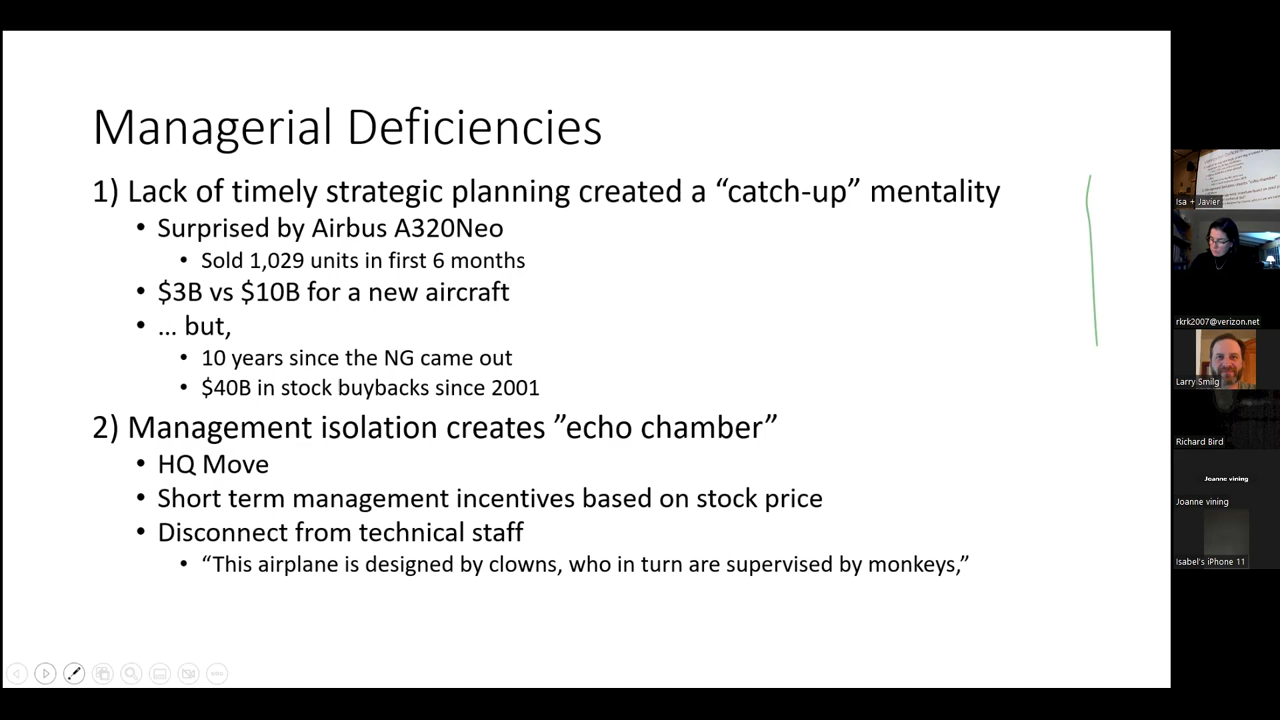 Managerial Deficiencies
1) Lack of timely strategic planning created a “catch-up” mentality
• Surprised by Airbus A320Neo
• Sold 1,029 units in first 6 months
• $3B vs $10B for a new aircraft
• … but,
• 10 years since the NG came out
• $40B in stock buybacks since 2001
2) Management isolation creates ”echo chamber”
• HQ Move
• Short term management incentives based on stock price
• Disconnect from technical staff
• “This airplane is designed by clowns, who in turn are supervised by monkeys,”
Isa + Javier
rkrk2007@verizon.net
Larry Smilg
Richard Bird
Joanne vining
Joanne vining
Isabel's iPhone 11